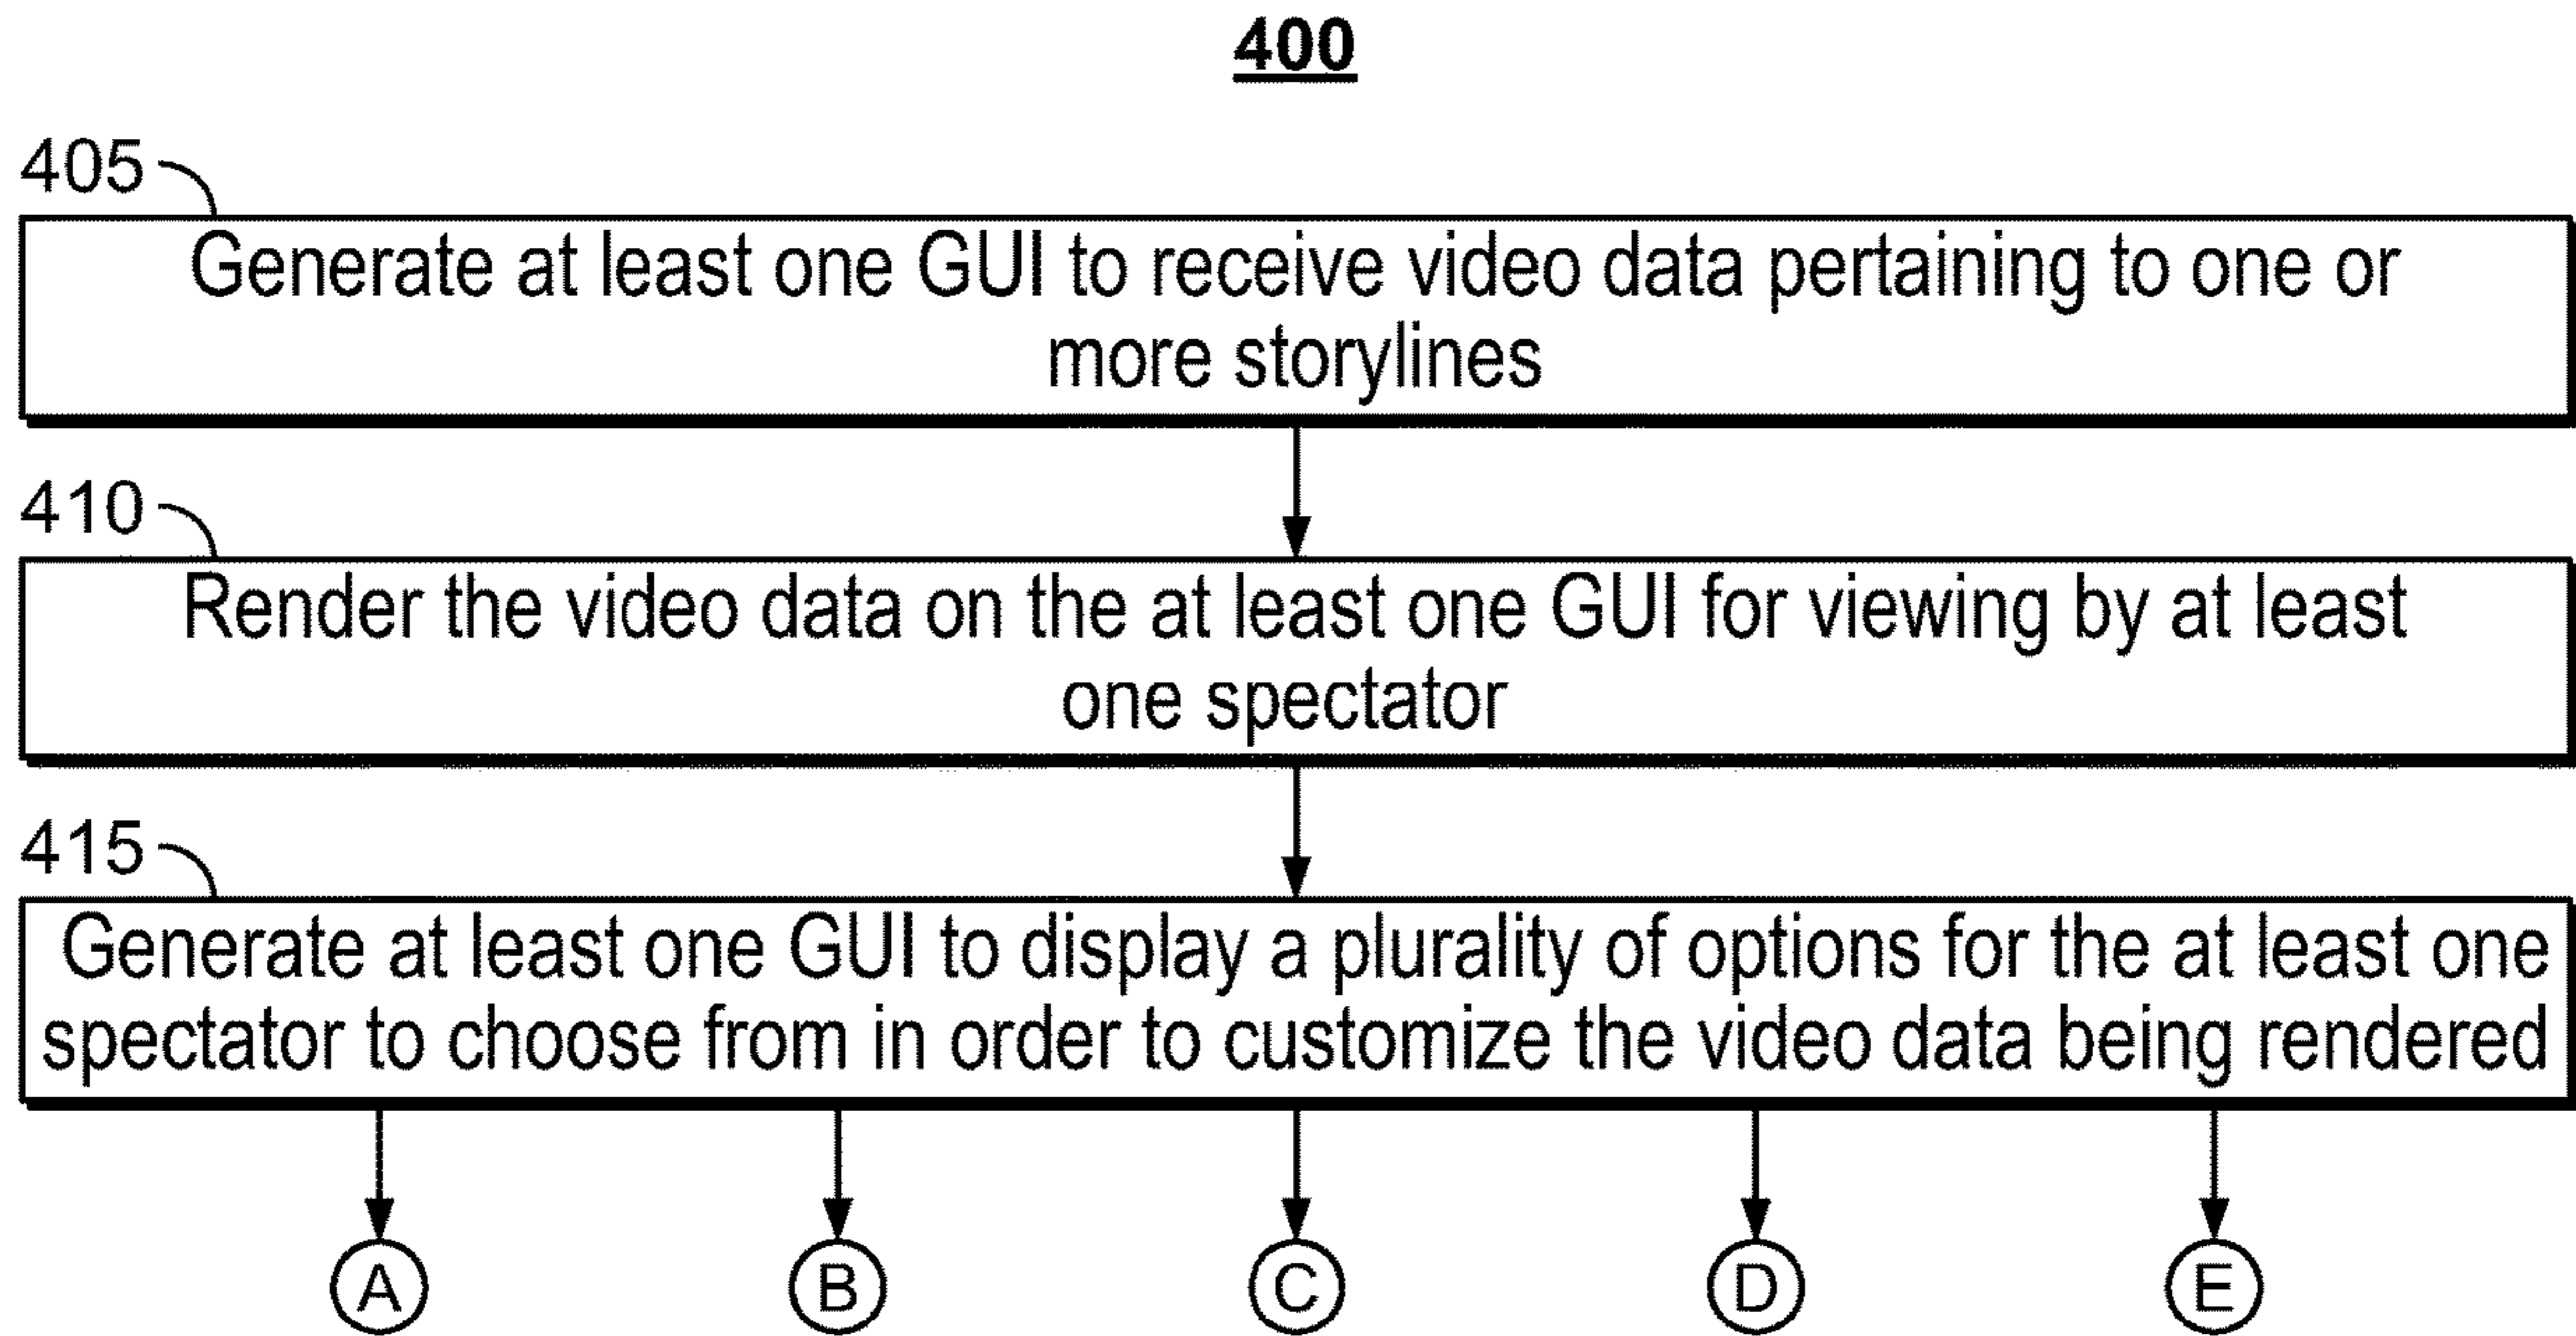 400
405
Generate at least one GUI to receive video data pertaining to one or
more storylines
410
Render the video data on the at least one GUI for viewing by at least
one spectator
415
Generate at least one GUI to display a plurality of options for the at least one
spectator to choose from in order to customize the video data being rendered
A B C D E